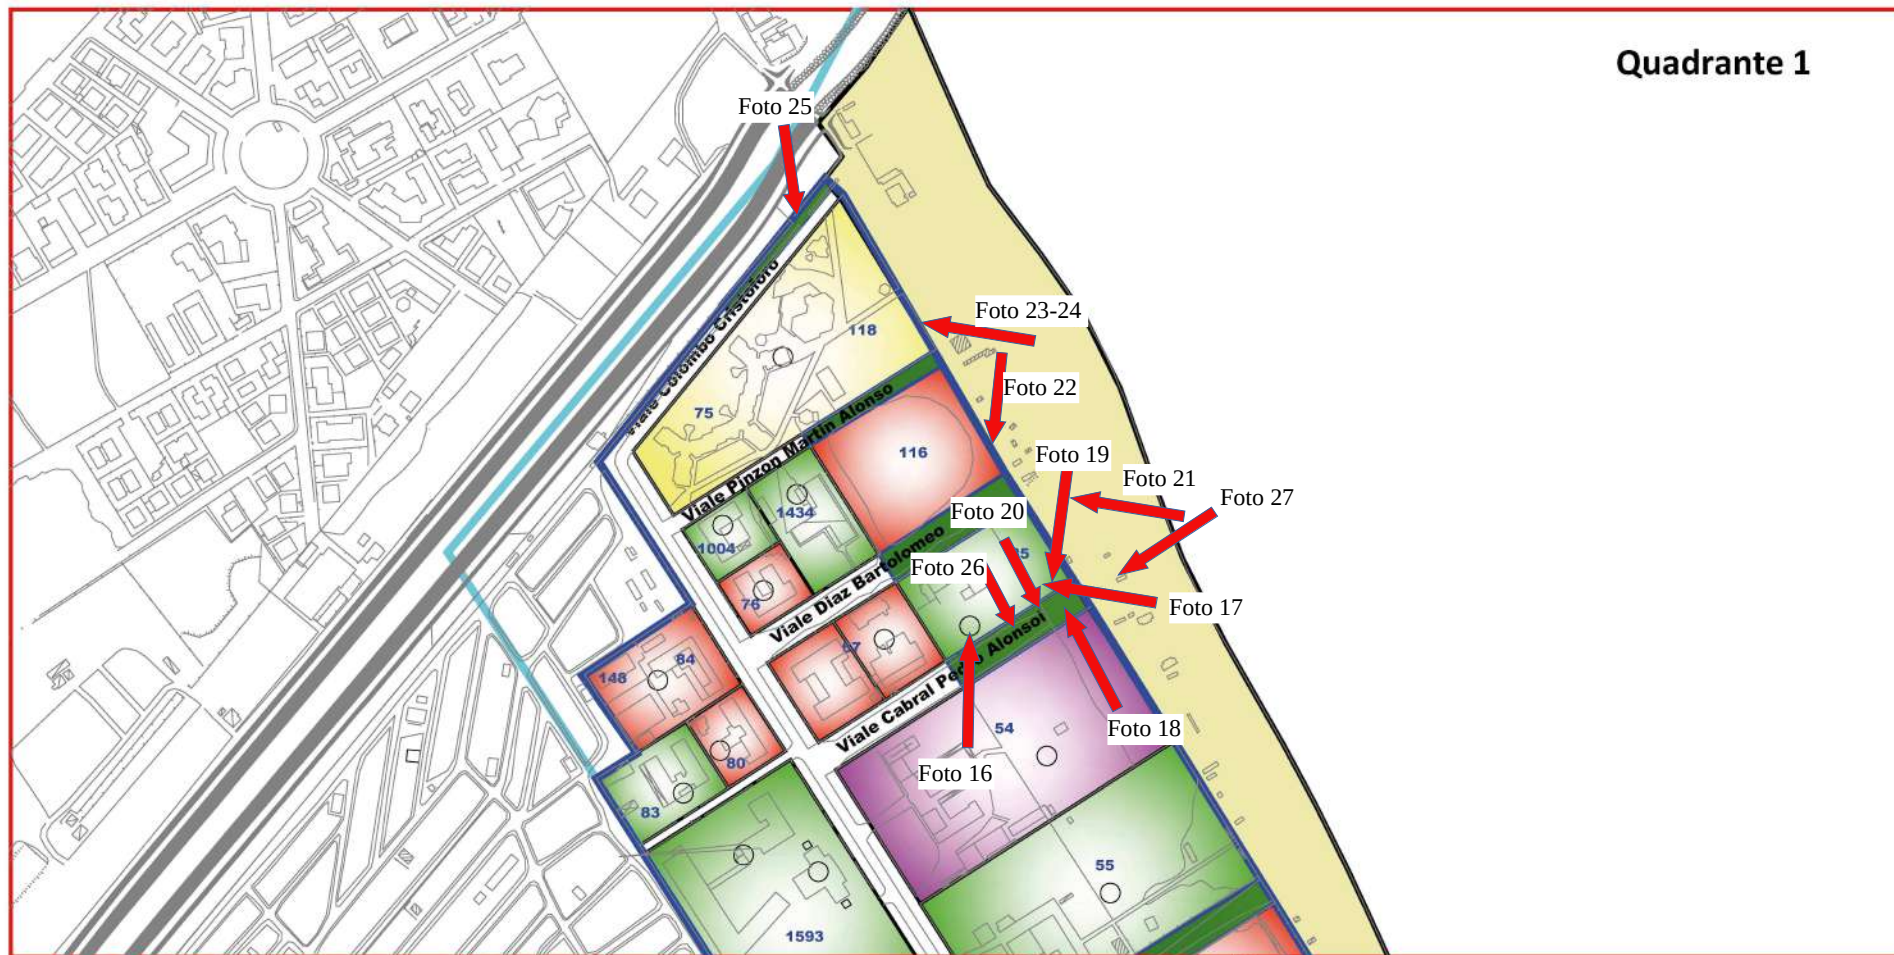 Quadrante 1
Foto 25
Viale Colombo Cristoforo
Foto 23-24
118
Foto 22
75
Viale Pinzon Martin Alonso
116
Foto 19
Foto 21
Foto 27
1434
Foto 20
1004
85
Foto 26
76
Viale Diaz Bartolomeo
Foto 17
57
84
148
Viale Cabral Pedro Alonsoi
54
Foto 18
80
Foto 16
83
55
1593